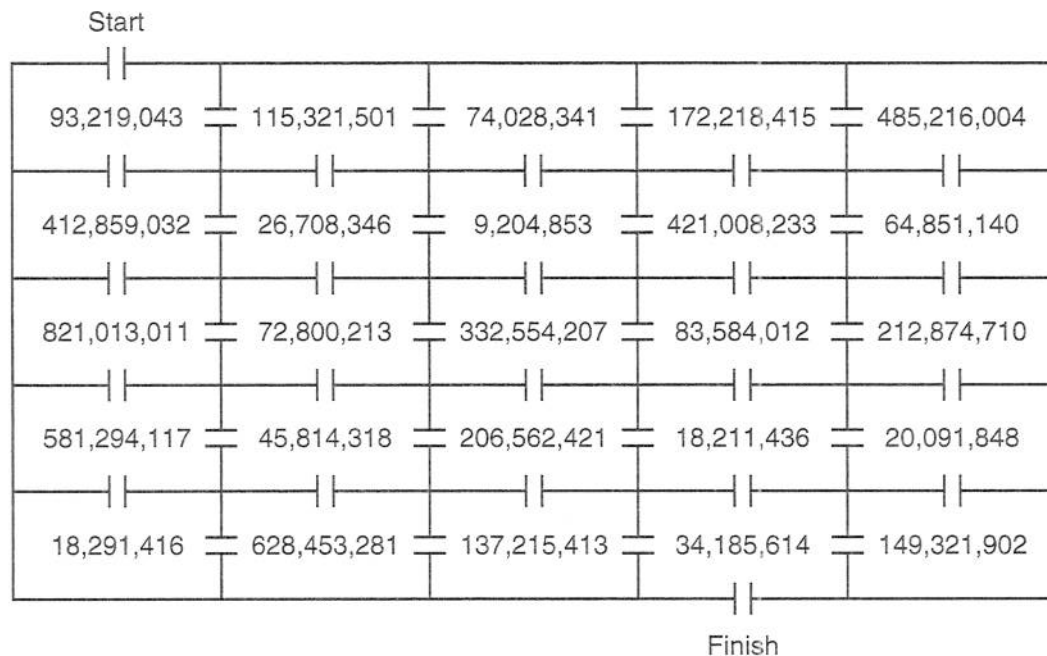 Start
93,219,043 115,321,501 74,028,341 172,218,415 485,216,004
412,859,032 26,708,346 9,204,853 421,008,233 64,851,140
821,013,011 72,800,213 332,554,207 83,584,012 212,874,710
581,294,117 45,814,318 206,562,421 18,211,436 20,091,848
18,291,416 628,453,281 137,215,413 34,185,614 149,321,902
Finish